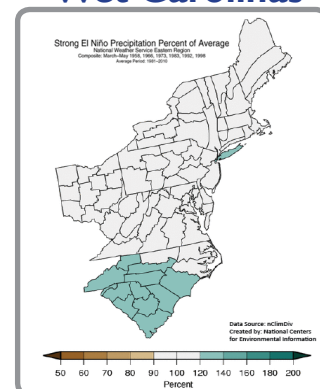 Wet Carolinas
Strong El Niño Precipitation Percent of Average
National Weather Service Eastern Region
Composite: March–May 1958, 1966, 1973, 1983, 1992, 1998
Average Period: 1991–2010
Data Source: nClimDiv
Created by: National Centers
for Environmental Information
50 60 70 80 90 100 120 140 160 180 200
Percent